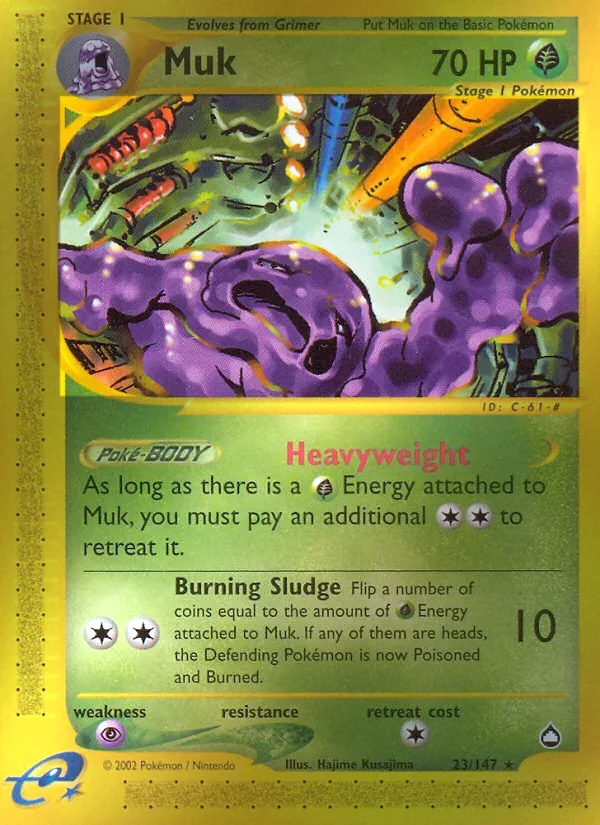 STAGE 1
Evolves from Grimer
Put Muk on the Basic Pokémon
Muk
70 HP
Stage 1 Pokémon
ID: C-61-#
Poké-BODY
Heavyweight
As long as there is a Energy attached to
Muk, you must pay an additional to
retreat it.
Burning Sludge Flip a number of
coins equal to the amount of Energy
attached to Muk. If any of them are heads,
the Defending Pokémon is now Poisoned
and Burned.
10
weakness
resistance
retreat cost
© 2002 Pokémon / Nintendo
Illus. Hajime Kusajima
23/147
e